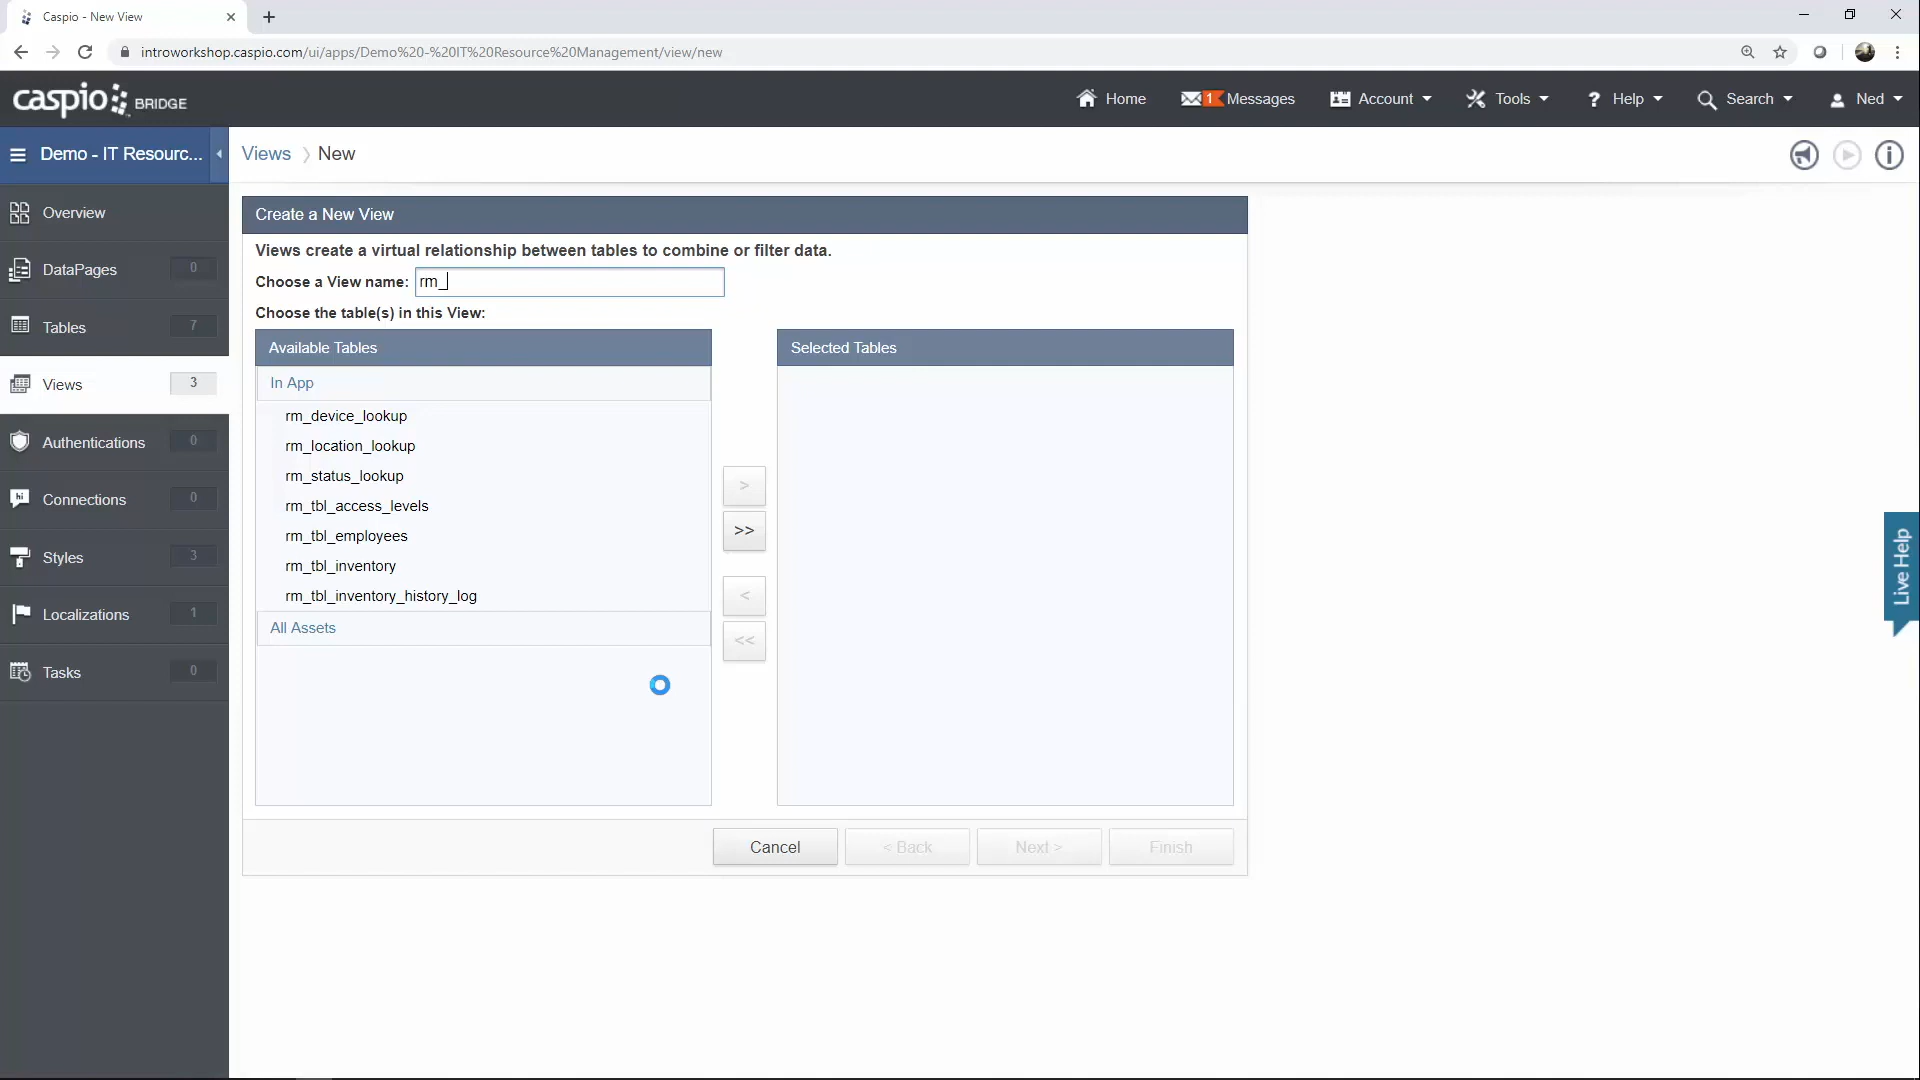 Caspio - New View
introworkshop.caspio.com/ui/apps/Demo%20-%20IT%20Resource%20Management/view/new
caspio BRIDGE
Home
1
Messages
Account
Tools
? Help
Search
Ned
Demo - IT Resourc...
Views
New
Overview
DataPages 0
Tables 7
Views 3
Authentications 0
hi
Connections 0
Styles 3
Localizations 1
Tasks 0
Create a New View
Views create a virtual relationship between tables to combine or filter data.
Choose a View name: rm_
Choose the table(s) in this View:
Available Tables
In App
rm_device_lookup
rm_location_lookup
rm_status_lookup
rm_tbl_access_levels
rm_tbl_employees
rm_tbl_inventory
rm_tbl_inventory_history_log
All Assets
>
>>
<
<<
Selected Tables
Cancel
< Back
Next >
Finish
Live Help